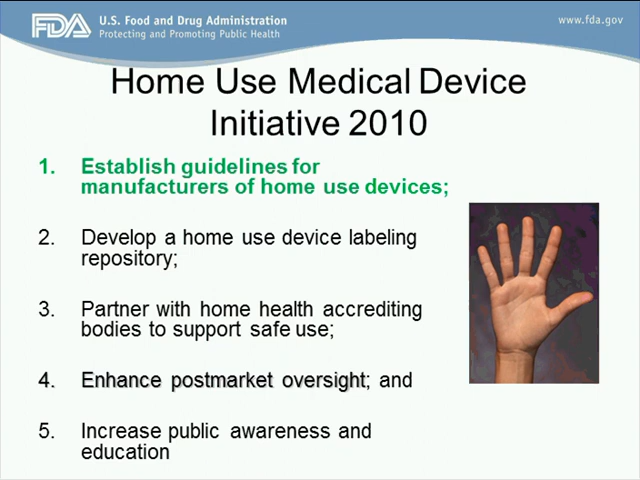 FDA U.S. Food and Drug Administration
Protecting and Promoting Public Health
www.fda.gov
Home Use Medical Device
Initiative 2010
1. Establish guidelines for
manufacturers of home use devices;
2. Develop a home use device labeling
repository;
3. Partner with home health accrediting
bodies to support safe use;
4. Enhance postmarket oversight; and
5. Increase public awareness and
education